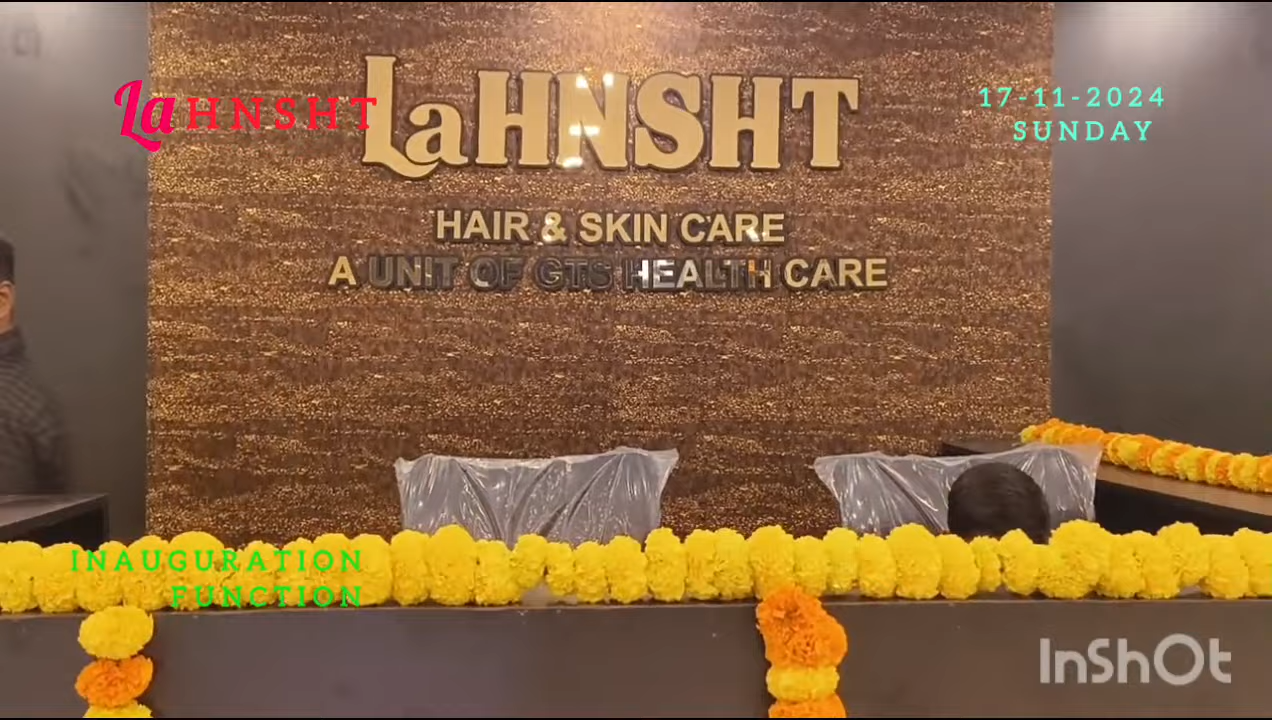 LaHNSHT
LaHNSHT
17-11-2024
SUNDAY
HAIR & SKIN CARE
A UNIT OF GTS HEALTH CARE
INAUGURATION
FUNCTION
InShOt